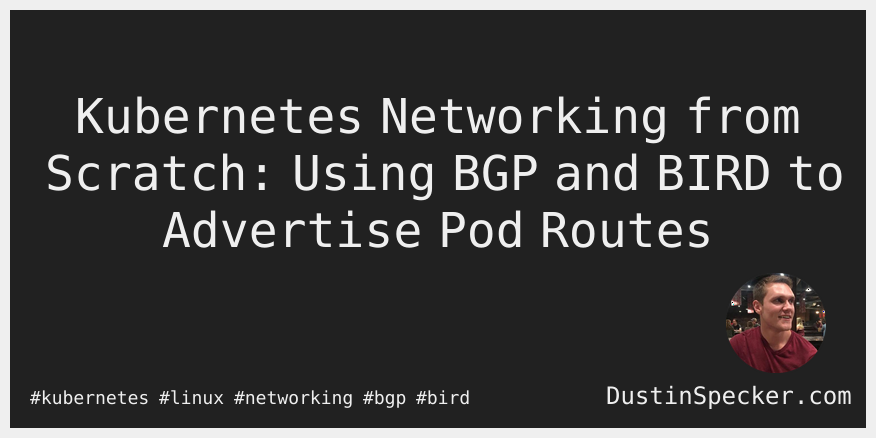 Kubernetes Networking from
Scratch: Using BGP and BIRD to
Advertise Pod Routes
#kubernetes #linux #networking #bgp #bird
DustinSpecker.com